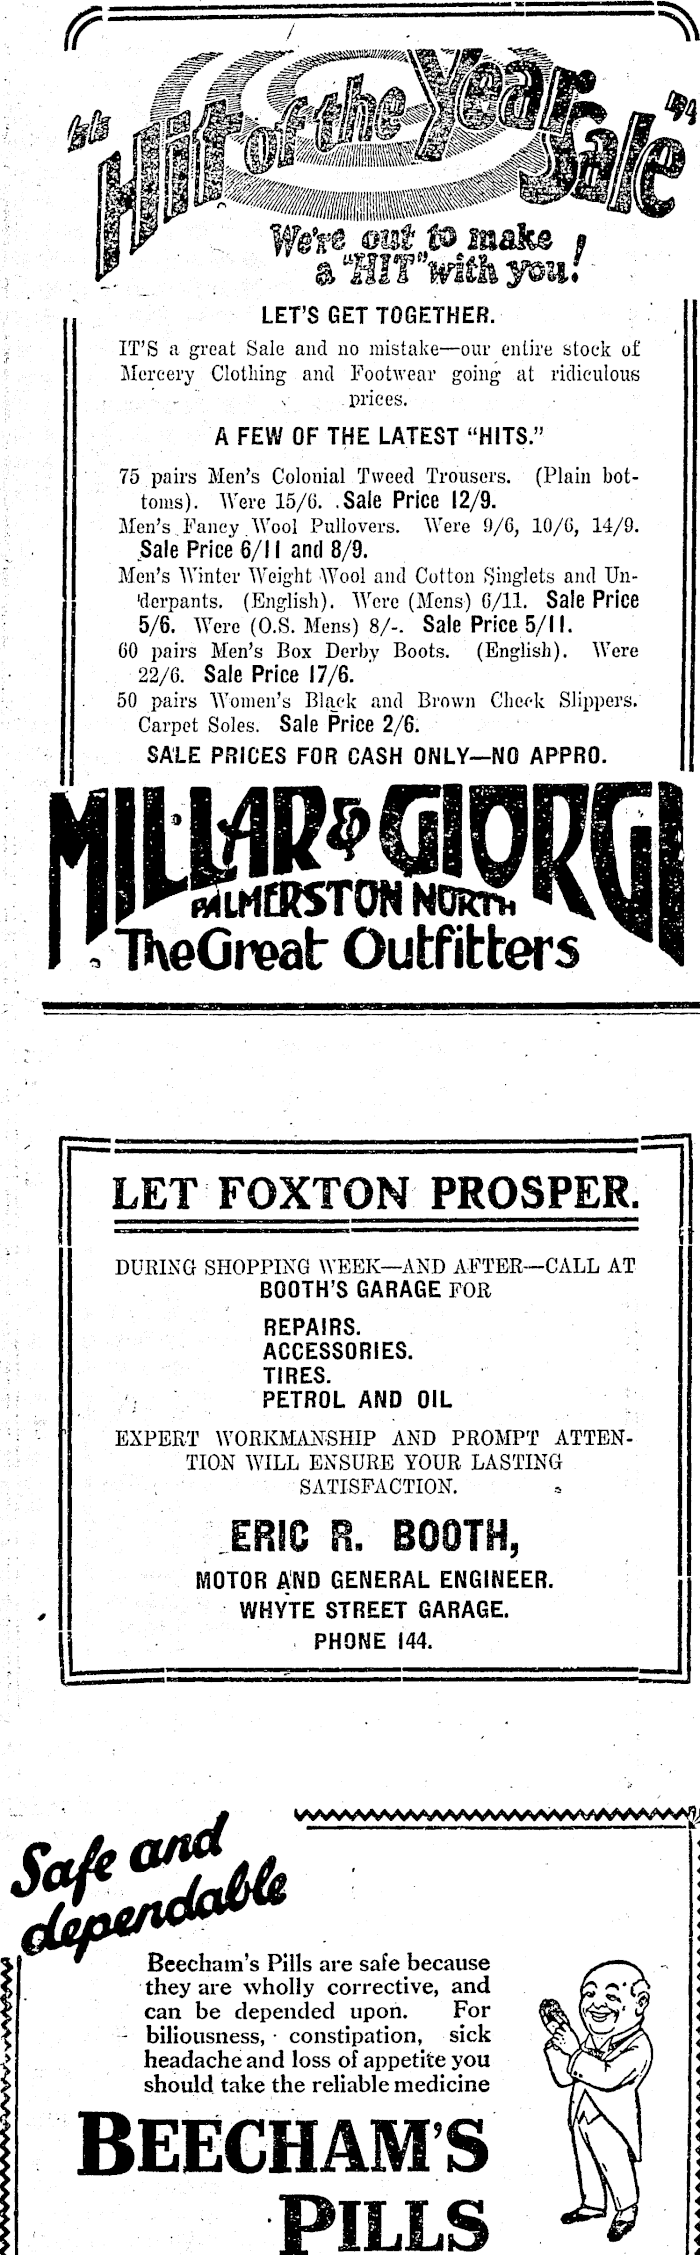 "Hit of the Year Sale"
We're out to make
a "HIT" with you!
LET'S GET TOGETHER.
IT'S a great Sale and no mistake—our entire stock of
Mercery Clothing and Footwear going at ridiculous
prices.
A FEW OF THE LATEST "HITS."
75 pairs Men's Colonial Tweed Trousers. (Plain bot-
toms). Were 15/6. Sale Price 12/9.
Men's Fancy Wool Pullovers. Were 9/6, 10/6, 14/9.
Sale Price 6/11 and 8/9.
Men's Winter Weight Wool and Cotton Singlets and Un-
derpants. (English). Were (Mens) 6/11. Sale Price
5/6. Were (O.S. Mens) 8/-. Sale Price 5/11.
60 pairs Men's Box Derby Boots. (English). Were
22/6. Sale Price 17/6.
50 pairs Women's Black and Brown Check Slippers.
Carpet Soles. Sale Price 2/6.
SALE PRICES FOR CASH ONLY—NO APPRO.
MILLAR & GIORGI
PALMERSTON NORTH
The Great Outfitters
LET FOXTON PROSPER.
DURING SHOPPING WEEK—AND AFTER—CALL AT
BOOTH'S GARAGE FOR
REPAIRS.
ACCESSORIES.
TIRES.
PETROL AND OIL
EXPERT WORKMANSHIP AND PROMPT ATTEN-
TION WILL ENSURE YOUR LASTING
SATISFACTION.
ERIC R. BOOTH,
MOTOR AND GENERAL ENGINEER.
WHYTE STREET GARAGE.
PHONE 144.
Safe and
dependable
Beecham's Pills are safe because
they are wholly corrective, and
can be depended upon. For
biliousness, constipation, sick
headache and loss of appetite you
should take the reliable medicine
BEECHAM'S
PILLS